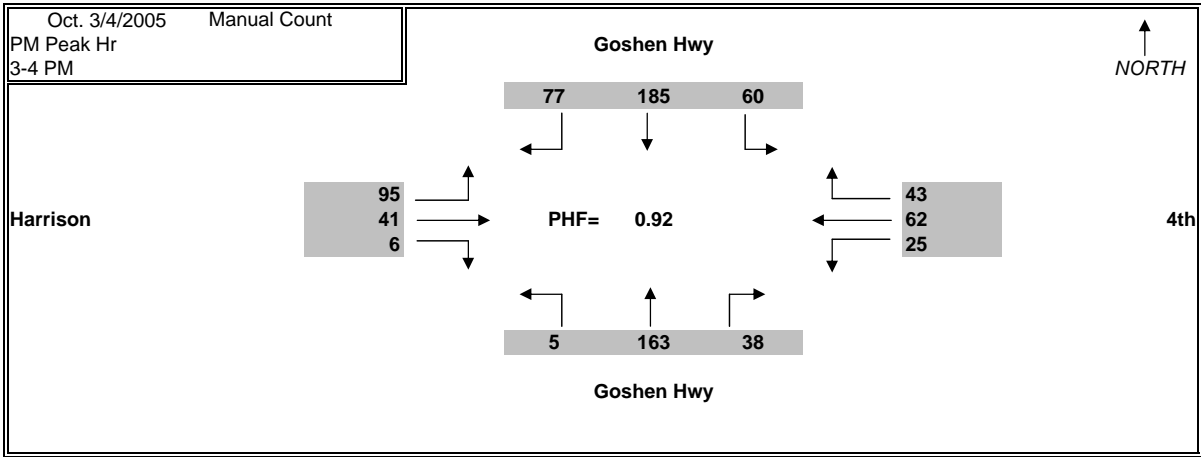 Oct. 3/4/2005 Manual Count
PM Peak Hr
3-4 PM
Goshen Hwy
NORTH
77 185 60
95
41
6
Harrison
PHF= 0.92
43
62
25
4th
5 163 38
Goshen Hwy